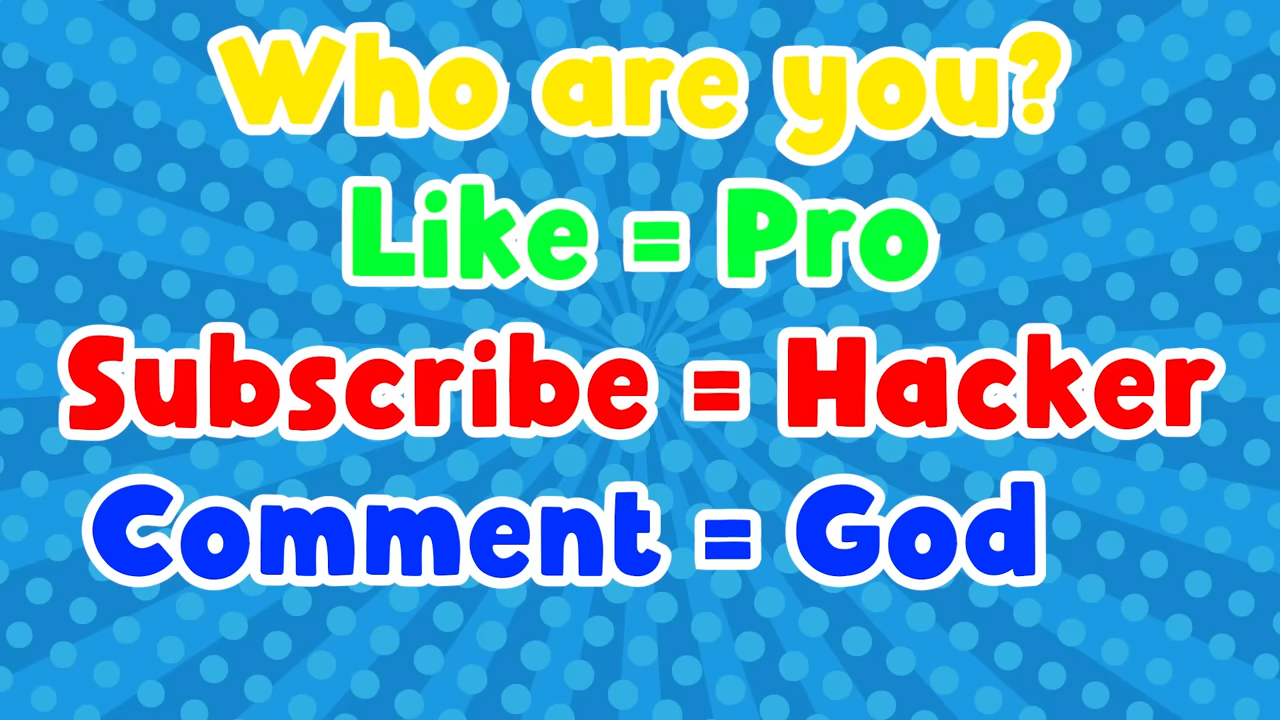 Who are you?
Like = Pro
Subscribe = Hacker
Comment = God